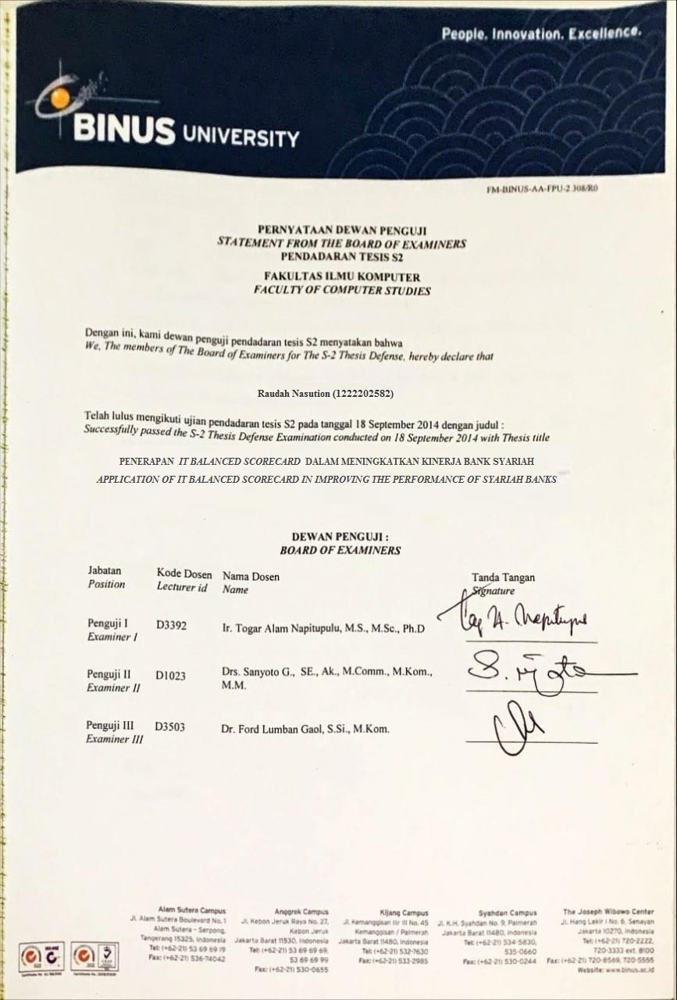 People. Innovation. Excellence.
BINUS UNIVERSITY
FM-BINUS-AA-FPU-2 308/R0
PERNYATAAN DEWAN PENGUJI
STATEMENT FROM THE BOARD OF EXAMINERS
PENDADARAN TESIS S2
FAKULTAS ILMU KOMPUTER
FACULTY OF COMPUTER STUDIES
Dengan ini, kami dewan penguji pendadaran tesis S2 menyatakan bahwa
We, The members of The Board of Examiners for The S-2 Thesis Defense, hereby declare that
Raudah Nasution (1222202582)
Telah lulus mengikuti ujian pendadaran tesis S2 pada tanggal 18 September 2014 dengan judul :
Successfully passed the S-2 Thesis Defense Examination conducted on 18 September 2014 with Thesis title
PENERAPAN IT BALANCED SCORECARD DALAM MENINGKATKAN KINERJA BANK SYARIAH
APPLICATION OF IT BALANCED SCORECARD IN IMPROVING THE PERFORMANCE OF SYARIAH BANKS
DEWAN PENGUJI :
BOARD OF EXAMINERS
Jabatan Kode Dosen Nama Dosen Tanda Tangan
Position Lecturer id Name Signature
Penguji I D3392 Ir. Togar Alam Napitupulu, M.S., M.Sc., Ph.D
Examiner I
Penguji II D1023 Drs. Sanyoto G., SE., Ak., M.Comm., M.Kom.,
Examiner II M.M.
Penguji III D3503 Dr. Ford Lumban Gaol, S.Si., M.Kom.
Examiner III
Alam Sutera Campus
Jl. Alam Sutera Boulevard No. 1
Alam Sutera - Serpong,
Tangerang 15325, Indonesia
Tel: (+62-21) 53 69 69 19
Fax: (+62-21) 536-74042
Anggrek Campus
Jl. Kebon Jeruk Raya No. 27,
Kebon Jeruk
Jakarta Barat 11530, Indonesia
Tel: (+62-21) 53 69 69 69,
53 69 69 99
Fax: (+62-21) 530-0655
Kijang Campus
Jl. Kemanggisan Ilir III No. 45
Kemanggisan / Palmerah
Jakarta Barat 11480, Indonesia
Tel: (+62-21) 532-7630
Fax: (+62-21) 533-2985
Syahdan Campus
Jl. K.H. Syahdan No. 9, Palmerah
Jakarta Barat 11480, Indonesia
Tel: (+62-21) 534-5830,
535-0660
Fax: (+62-21) 530-0244
The Joseph Wibowo Center
Jl. Hang Lekir I No. 6, Senayan
Jakarta 10270, Indonesia
Tel: (+62-21) 720-2222,
720-3333 ext. 8100
Fax: (+62-21) 720-8569, 720-5555
Website: www.binus.ac.id